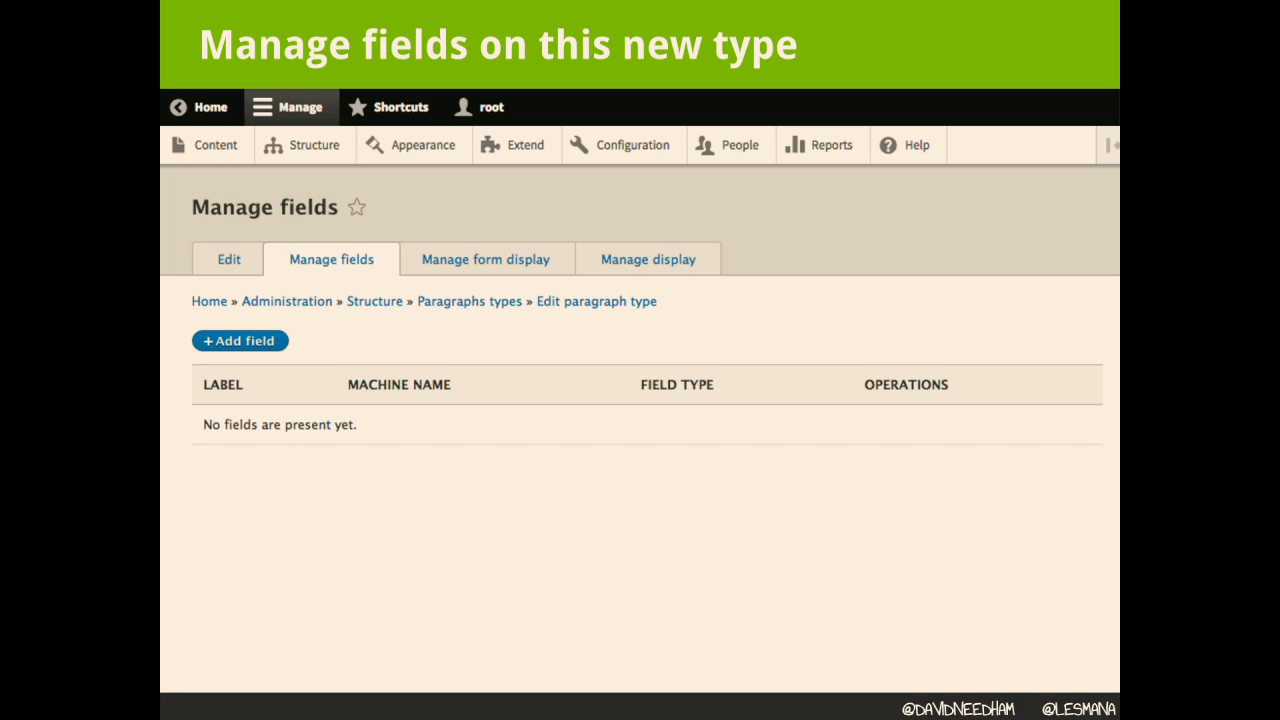 Manage fields on this new type
Home Manage Shortcuts root
Content Structure Appearance Extend Configuration People Reports Help
Manage fields
Edit Manage fields Manage form display Manage display
Home » Administration » Structure » Paragraphs types » Edit paragraph type
+ Add field
LABEL MACHINE NAME FIELD TYPE OPERATIONS
No fields are present yet.
@DAVIDNEEDHAM @LESMANA